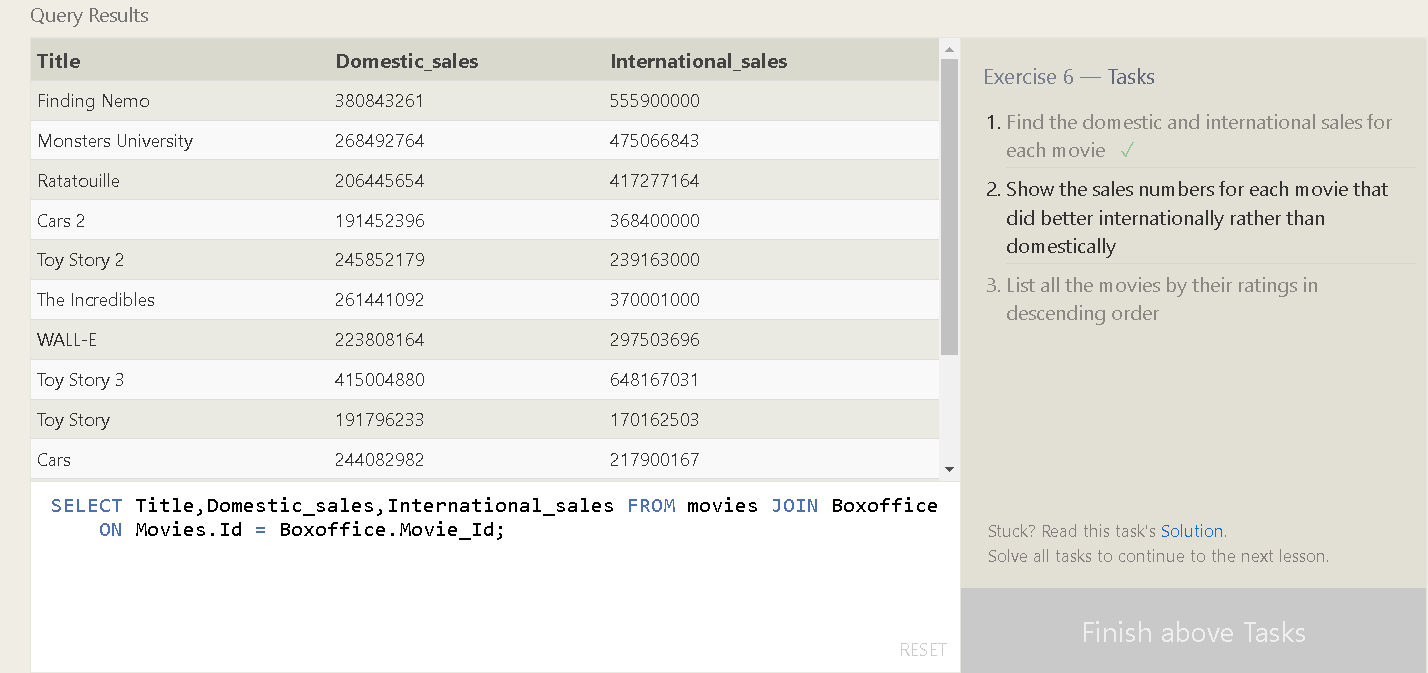 Query Results
Title Domestic_sales International_sales
Finding Nemo 380843261 555900000
Monsters University 268492764 475066843
Ratatouille 206445654 417277164
Cars 2 191452396 368400000
Toy Story 2 245852179 239163000
The Incredibles 261441092 370001000
WALL-E 223808164 297503696
Toy Story 3 415004880 648167031
Toy Story 191796233 170162503
Cars 244082982 217900167
SELECT Title,Domestic_sales,International_sales FROM movies JOIN Boxoffice
ON Movies.Id = Boxoffice.Movie_Id;
RESET
Exercise 6 — Tasks
1. Find the domestic and international sales for
each movie ✓
2. Show the sales numbers for each movie that
did better internationally rather than
domestically
3. List all the movies by their ratings in
descending order
Stuck? Read this task's Solution.
Solve all tasks to continue to the next lesson.
Finish above Tasks